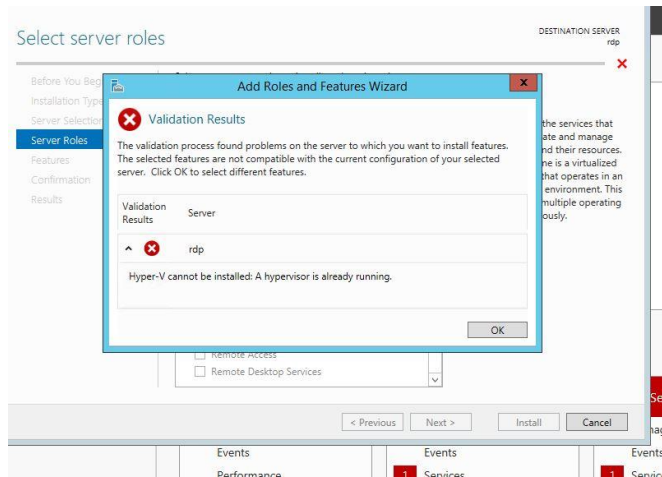 Select server roles
DESTINATION SERVER
rdp
Before You Beg
Installation Type
Server Selection
Server Roles
Features
Confirmation
Results
Add Roles and Features Wizard
x
Validation Results
The validation process found problems on the server to which you want to install features.
The selected features are not compatible with the current configuration of your selected
server. Click OK to select different features.
Validation
Results
Server
rdp
Hyper-V cannot be installed: A hypervisor is already running.
OK
the services that
ate and manage
nd their resources.
ne is a virtualized
that operates in an
environment. This
multiple operating
ously.
Remote Access
Remote Desktop Services
< Previous
Next >
Install
Cancel
Se
Events
Events
Events
Performance
1 Services
1 Service